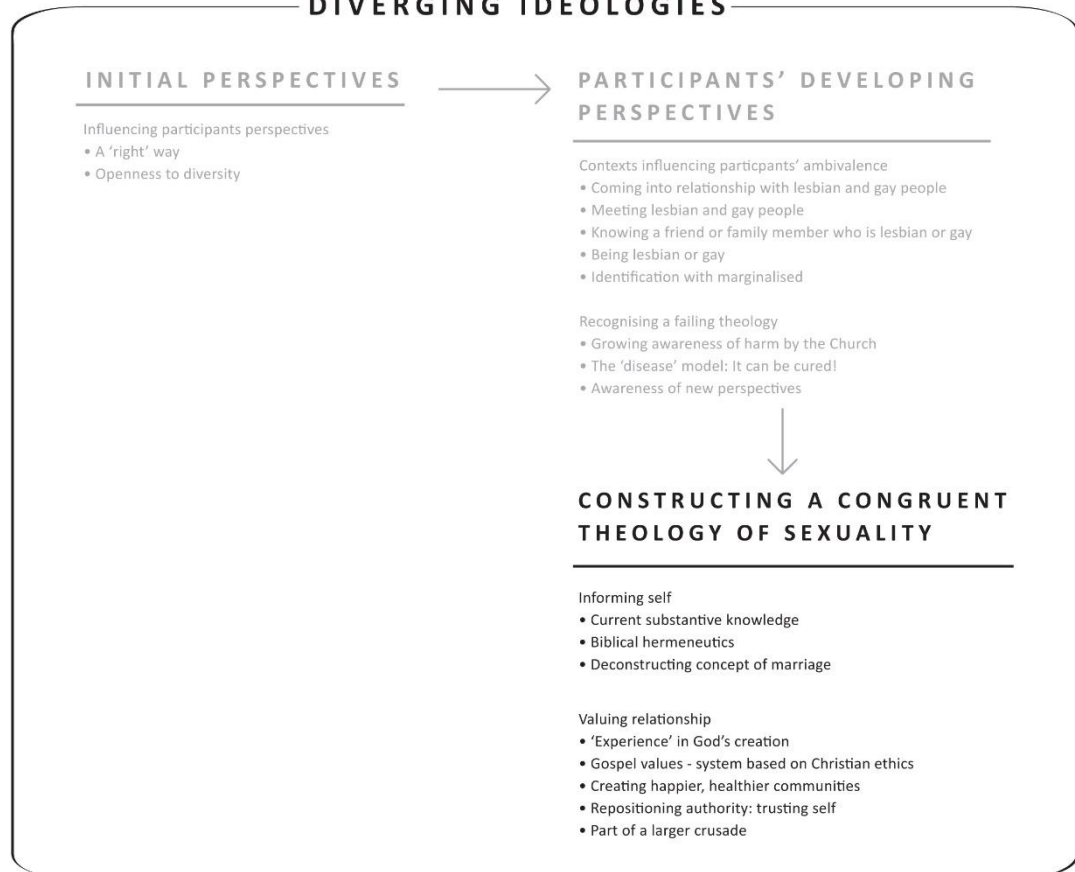 DIVERGING IDEOLOGIES
INITIAL PERSPECTIVES
Influencing participants perspectives
• A ‘right’ way
• Openness to diversity
PARTICIPANTS’ DEVELOPING
PERSPECTIVES
Contexts influencing particpants’ ambivalence
• Coming into relationship with lesbian and gay people
• Meeting lesbian and gay people
• Knowing a friend or family member who is lesbian or gay
• Being lesbian or gay
• Identification with marginalised
Recognising a failing theology
• Growing awareness of harm by the Church
• The ‘disease’ model: It can be cured!
• Awareness of new perspectives
CONSTRUCTING A CONGRUENT
THEOLOGY OF SEXUALITY
Informing self
• Current substantive knowledge
• Biblical hermeneutics
• Deconstructing concept of marriage
Valuing relationship
• ‘Experience’ in God’s creation
• Gospel values - system based on Christian ethics
• Creating happier, healthier communities
• Repositioning authority: trusting self
• Part of a larger crusade